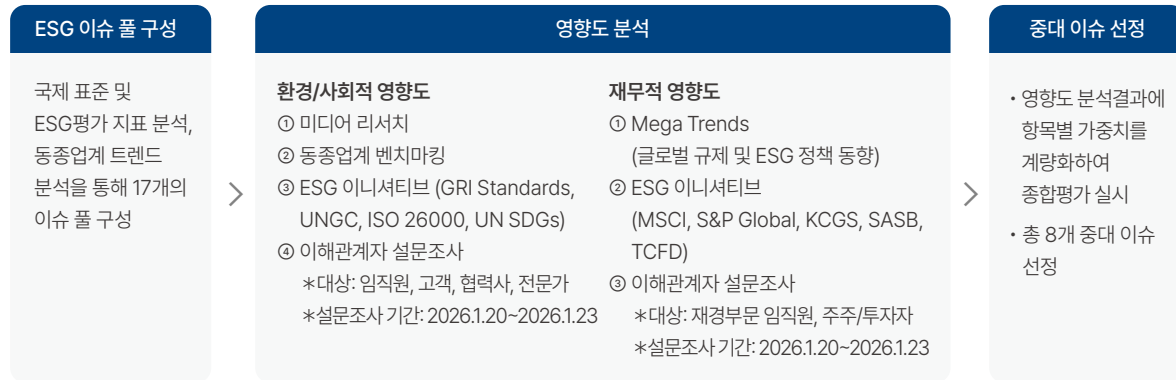 ESG 이슈 풀 구성
국제 표준 및
ESG평가 지표 분석,
동종업계 트렌드
분석을 통해 17개의
이슈 풀 구성
영향도 분석
환경/사회적 영향도
① 미디어 리서치
② 동종업계 벤치마킹
③ ESG 이니셔티브 (GRI Standards,
UNGC, ISO 26000, UN SDGs)
④ 이해관계자 설문조사
＊대상: 임직원, 고객, 협력사, 전문가
＊설문조사 기간: 2026.1.20~2026.1.23
재무적 영향도
① Mega Trends
(글로벌 규제 및 ESG 정책 동향)
② ESG 이니셔티브
(MSCI, S&P Global, KCGS, SASB,
TCFD)
③ 이해관계자 설문조사
＊대상: 재경부문 임직원, 주주/투자자
＊설문조사 기간: 2026.1.20~2026.1.23
중대 이슈 선정
• 영향도 분석결과에
항목별 가중치를
계량화하여
종합평가 실시
• 총 8개 중대 이슈
선정